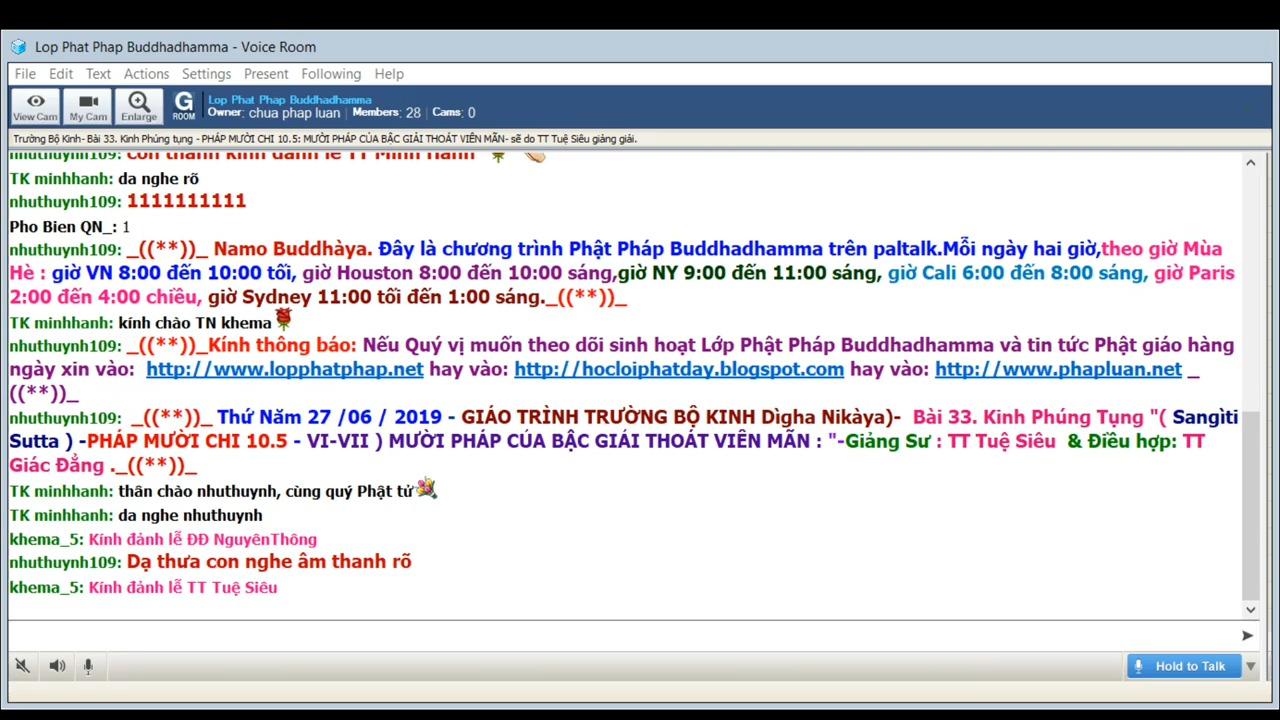 Lop Phat Phap Buddhadhamma - Voice Room
File Edit Text Actions Settings Present Following Help
View Cam My Cam Enlarge G ROOM Lop Phat Phap Buddhadhamma
Owner: chua phap luan Members: 28 Cams: 0
Trường Bộ Kinh- Bài 33. Kinh Phúng tụng - PHÁP MƯỜI CHI 10.5: MƯỜI PHÁP CỦA BẬC GIẢI THOÁT VIÊN MÃN- sẽ do TT Tuệ Siêu giảng giải.
nhuthuynh109: con thành kính đảnh lễ TT Minh Hạnh
TK minhhanh: da nghe rõ
nhuthuynh109: 1111111111
Pho Bien QN_: 1
nhuthuynh109: _((**))_ Namo Buddhàya. Đây là chương trình Phật Pháp Buddhadhamma trên paltalk.Mỗi ngày hai giờ,theo giờ Mùa
Hè : giờ VN 8:00 đến 10:00 tối, giờ Houston 8:00 đến 10:00 sáng,giờ NY 9:00 đến 11:00 sáng, giờ Cali 6:00 đến 8:00 sáng, giờ Paris
2:00 đến 4:00 chiều, giờ Sydney 11:00 tối đến 1:00 sáng._((**))_
TK minhhanh: kính chào TN khema
nhuthuynh109: _((**))_Kính thông báo: Nếu Quý vị muốn theo dõi sinh hoạt Lớp Phật Pháp Buddhadhamma và tin tức Phật giáo hàng
ngày xin vào: http://www.lopphatphap.net hay vào: http://hocloiphatday.blogspot.com hay vào: http://www.phapluan.net _
((**))_
nhuthuynh109: _((**))_ Thứ Năm 27 /06 / 2019 - GIÁO TRÌNH TRƯỜNG BỘ KINH Dìgha Nikàya)- Bài 33. Kinh Phúng Tụng "( Sangìti
Sutta ) -PHÁP MƯỜI CHI 10.5 - VI-VII ) MƯỜI PHÁP CỦA BẬC GIẢI THOÁT VIÊN MÃN : "-Giảng Sư : TT Tuệ Siêu & Điều hợp: TT
Giác Đẳng ._((**))_
TK minhhanh: thân chào nhuthuynh, cùng quý Phật tử
TK minhhanh: da nghe nhuthuynh
khema_5: Kính đảnh lễ ĐĐ NguyênThông
nhuthuynh109: Dạ thưa con nghe âm thanh rõ
khema_5: Kính đảnh lễ TT Tuệ Siêu
Hold to Talk